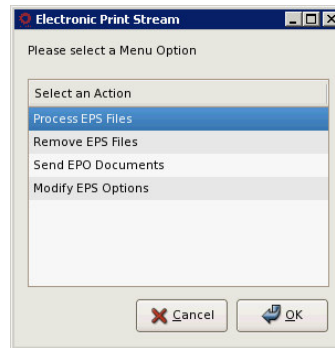 Electronic Print Stream
Please select a Menu Option
Select an Action
Process EPS Files
Remove EPS Files
Send EPO Documents
Modify EPS Options
Cancel
OK